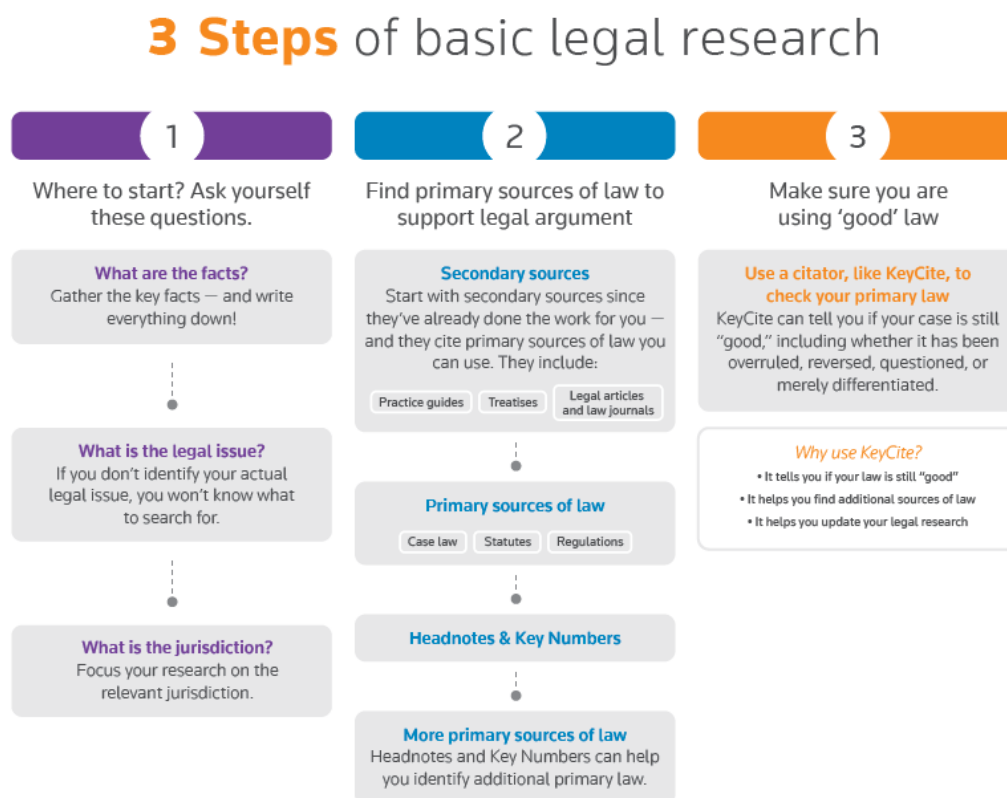 3 Steps of basic legal research
1
Where to start? Ask yourself
these questions.
What are the facts?
Gather the key facts — and write
everything down!
What is the legal issue?
If you don't identify your actual
legal issue, you won't know what
to search for.
What is the jurisdiction?
Focus your research on the
relevant jurisdiction.
2
Find primary sources of law to
support legal argument
Secondary sources
Start with secondary sources since
they've already done the work for you —
and they cite primary sources of law you
can use. They include:
Practice guides
Treatises
Legal articles
and law journals
Primary sources of law
Case law
Statutes
Regulations
Headnotes & Key Numbers
More primary sources of law
Headnotes and Key Numbers can help
you identify additional primary law.
3
Make sure you are
using ‘good’ law
Use a citator, like KeyCite, to
check your primary law
KeyCite can tell you if your case is still
“good,” including whether it has been
overruled, reversed, questioned, or
merely differentiated.
Why use KeyCite?
• It tells you if your law is still “good”
• It helps you find additional sources of law
• It helps you update your legal research